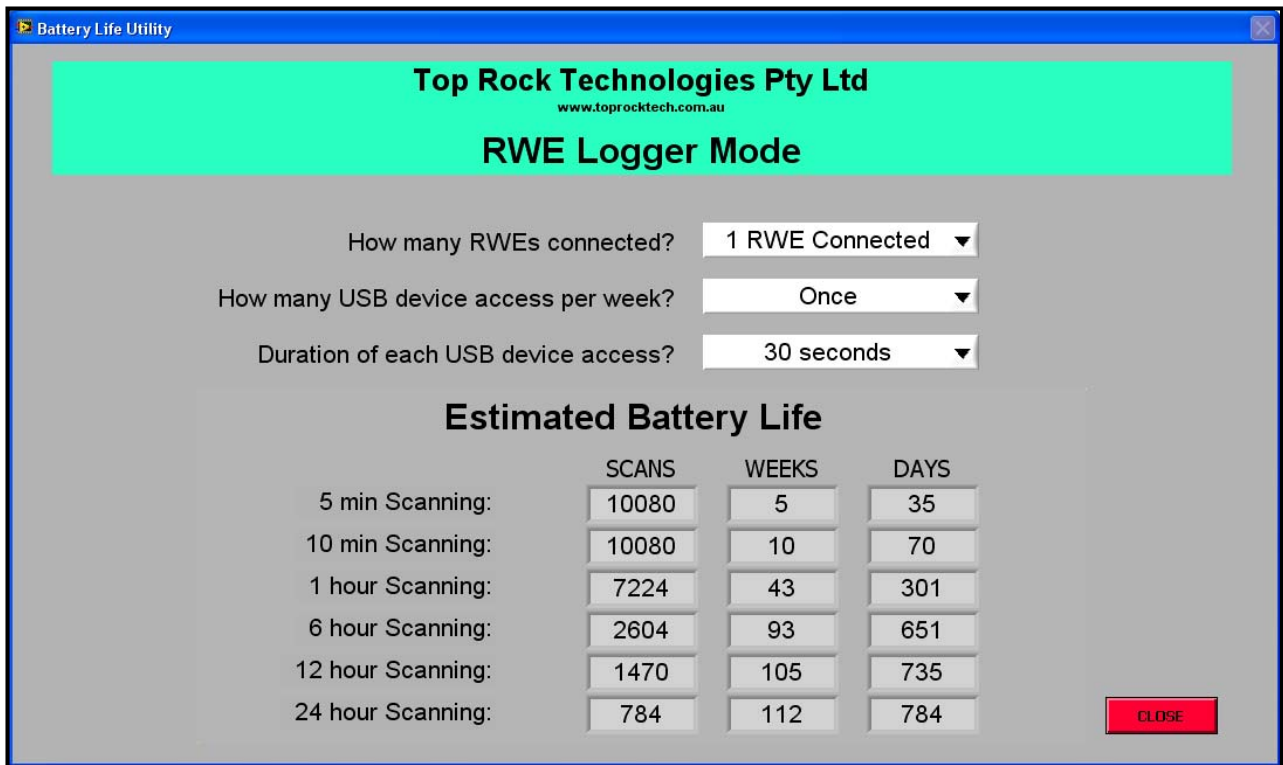 Battery Life Utility
Top Rock Technologies Pty Ltd
www.toprocktech.com.au
RWE Logger Mode
How many RWEs connected? 1 RWE Connected
How many USB device access per week? Once
Duration of each USB device access? 30 seconds
Estimated Battery Life
SCANS WEEKS DAYS
5 min Scanning: 10080 5 35
10 min Scanning: 10080 10 70
1 hour Scanning: 7224 43 301
6 hour Scanning: 2604 93 651
12 hour Scanning: 1470 105 735
24 hour Scanning: 784 112 784
CLOSE